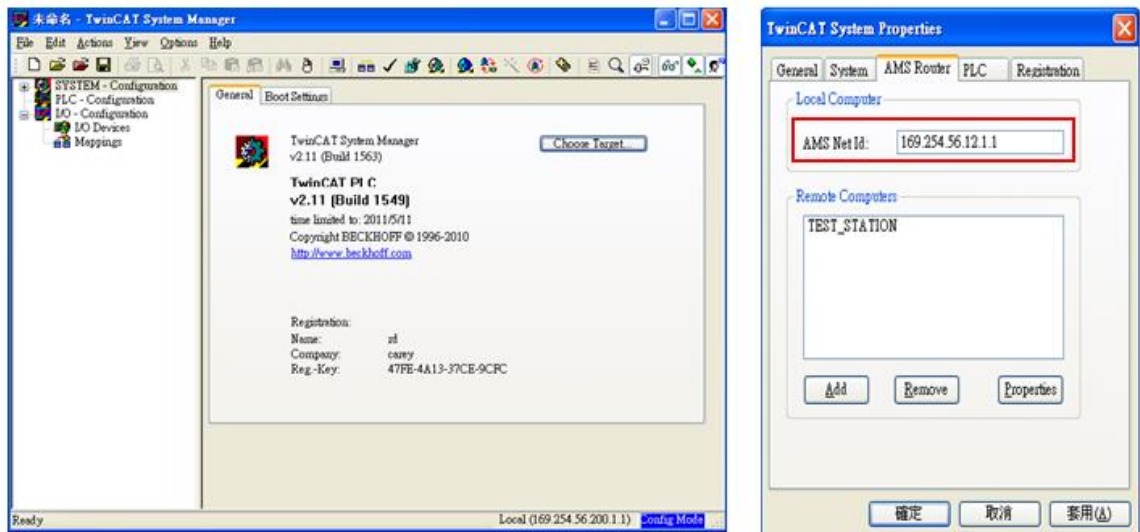 未命名 - TwinCAT System Manager
File Edit Actions View Options Help
SYSTEM - Configuration
PLC - Configuration
I/O - Configuration
I/O Devices
Mappings
General Boot Settings
TwinCAT System Manager
v2.11 (Build 1563)
Choose Target...
TwinCAT PLC
v2.11 (Build 1549)
time limited to: 2011/5/11
Copyright BECKHOFF © 1996-2010
http://www.beckhoff.com
Registration:
Name: rd
Company: carey
Reg.-Key: 47FE-4A13-37CE-9CFC
Ready
Local (169.254.56.200.1.1) Config Mode
TwinCAT System Properties
General System AMS Router PLC Registration
Local Computer
AMS Net Id: 169.254.56.12.1.1
Remote Computers
TEST_STATION
Add Remove Properties
確定 取消 套用(A)